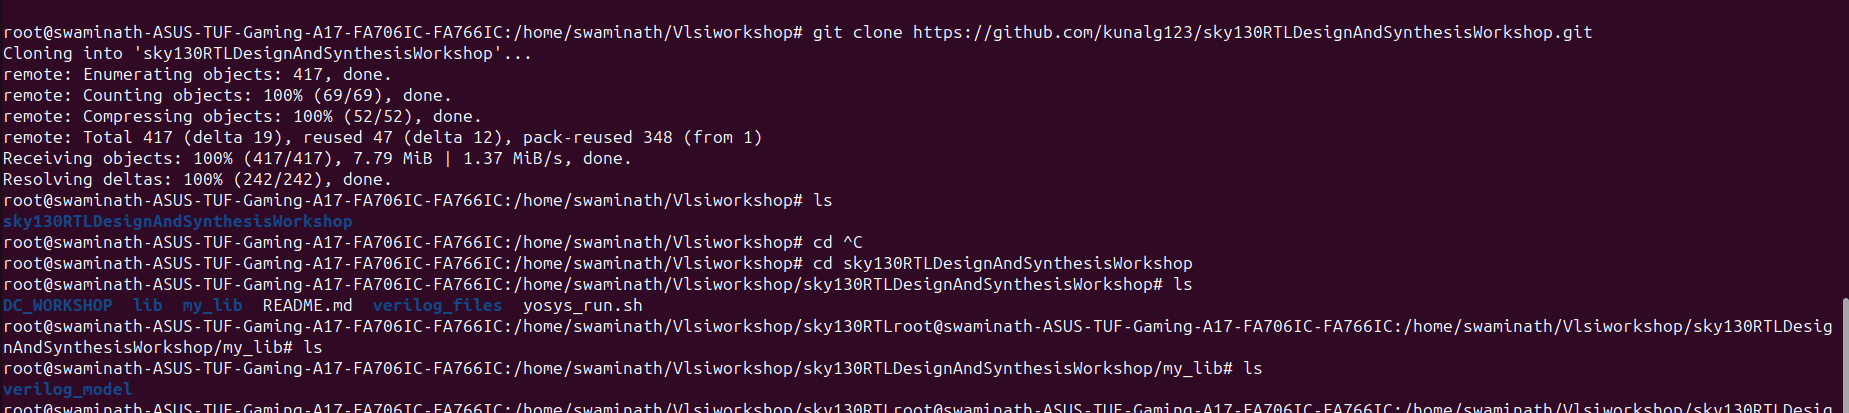 root@swaminath-ASUS-TUF-Gaming-A17-FA706IC-FA766IC:/home/swaminath/Vlsiworkshop# git clone https://github.com/kunalg123/sky130RTLDesignAndSynthesisWorkshop.git
Cloning into 'sky130RTLDesignAndSynthesisWorkshop'...
remote: Enumerating objects: 417, done.
remote: Counting objects: 100% (69/69), done.
remote: Compressing objects: 100% (52/52), done.
remote: Total 417 (delta 19), reused 47 (delta 12), pack-reused 348 (from 1)
Receiving objects: 100% (417/417), 7.79 MiB | 1.37 MiB/s, done.
Resolving deltas: 100% (242/242), done.
root@swaminath-ASUS-TUF-Gaming-A17-FA706IC-FA766IC:/home/swaminath/Vlsiworkshop# ls
sky130RTLDesignAndSynthesisWorkshop
root@swaminath-ASUS-TUF-Gaming-A17-FA706IC-FA766IC:/home/swaminath/Vlsiworkshop# cd ^C
root@swaminath-ASUS-TUF-Gaming-A17-FA706IC-FA766IC:/home/swaminath/Vlsiworkshop# cd sky130RTLDesignAndSynthesisWorkshop
root@swaminath-ASUS-TUF-Gaming-A17-FA706IC-FA766IC:/home/swaminath/Vlsiworkshop/sky130RTLDesignAndSynthesisWorkshop# ls
DC_WORKSHOP  lib  my_lib  README.md  verilog_files  yosys_run.sh
root@swaminath-ASUS-TUF-Gaming-A17-FA706IC-FA766IC:/home/swaminath/Vlsiworkshop/sky130RTLroot@swaminath-ASUS-TUF-Gaming-A17-FA706IC-FA766IC:/home/swaminath/Vlsiworkshop/sky130RTLDesig
nAndSynthesisWorkshop/my_lib# ls
root@swaminath-ASUS-TUF-Gaming-A17-FA706IC-FA766IC:/home/swaminath/Vlsiworkshop/sky130RTLDesignAndSynthesisWorkshop/my_lib# ls
verilog_model
root@swaminath-ASUS-TUF-Gaming-A17-FA706IC-FA766IC:/home/swaminath/Vlsiworkshop/sky130RTLroot@swaminath-ASUS-TUF-Gaming-A17-FA706IC-FA766IC:/home/swaminath/Vlsiworkshop/sky130RTLDesig